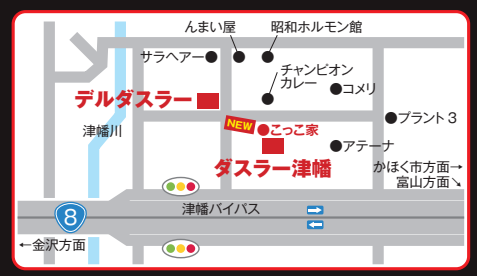 んまい屋
昭和ホルモン館
サラヘアー
チャンピオン
カレー
コメリ
デルダスラー
プラント3
津幡川
NEW
こっこ家
アテーナ
ダスラー津幡
かほく市方面→
富山方面↘
津幡バイパス
8
←金沢方面